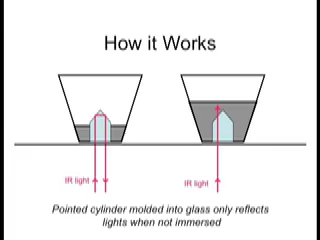 How it Works
IR light
IR light
Pointed cylinder molded into glass only reflects
lights when not immersed